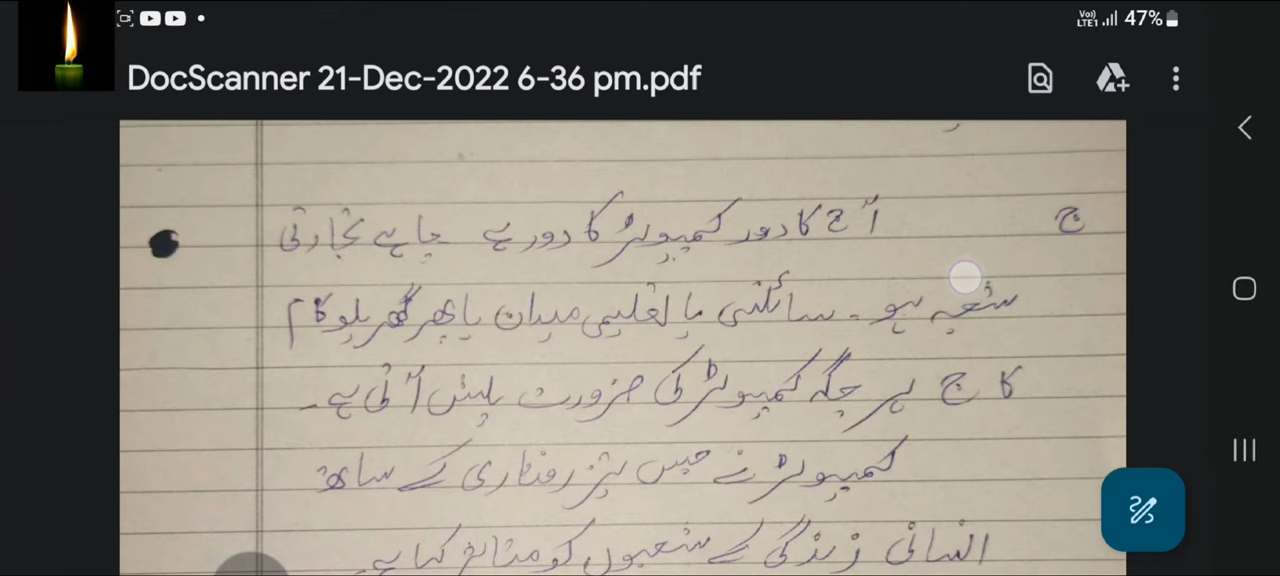 VoLTE1 47%
DocScanner 21-Dec-2022 6-36 pm.pdf
ج آج کا دور کمپیوٹر کا دور ہے چاہے تجارتی
شعبہ ہو۔ سائنسی یا تعلیمی میدان یا پھر گھریلو کام
کاج ہر جگہ کمپیوٹر کی ضرورت پیش آتی ہے۔
کمپیوٹر نے جس تیز رفتاری کے ساتھ
انسانی زندگی کے شعبوں کو متاثر کیا ہے۔